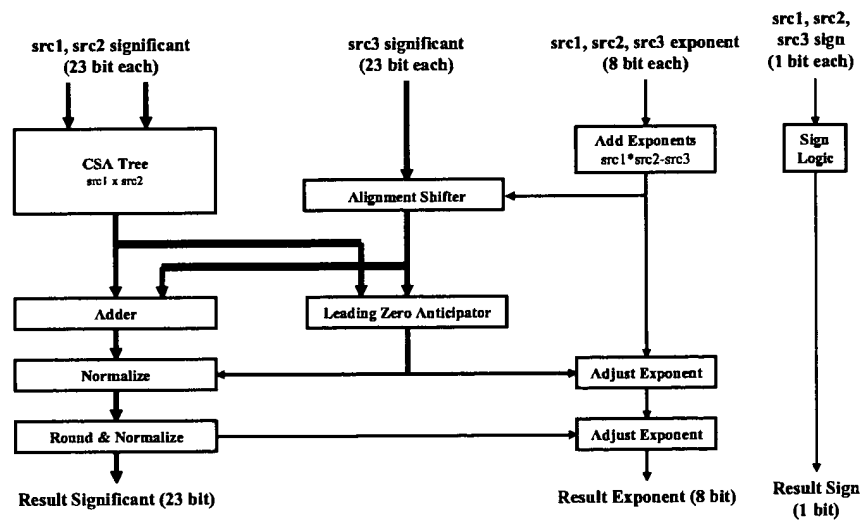 src1, src2 significant
(23 bit each)
src3 significant
(23 bit each)
src1, src2, src3 exponent
(8 bit each)
src1, src2,
src3 sign
(1 bit each)
CSA Tree
src1 x src2
Add Exponents
src1*src2-src3
Sign
Logic
Alignment Shifter
Adder
Leading Zero Anticipator
Normalize
Adjust Exponent
Round & Normalize
Adjust Exponent
Result Significant (23 bit)
Result Exponent (8 bit)
Result Sign
(1 bit)